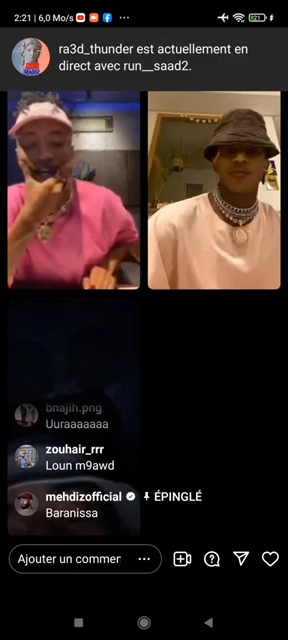 2:21 | 6,0 Mo/s
21
ra3d_thunder est actuellement en
direct avec run__saad2.
bnajih.png
Uuraaaaaaa
zouhair_rrr
Loun m9awd
mehdizofficial ÉPINGLÉ
Baranissa
Ajouter un commer